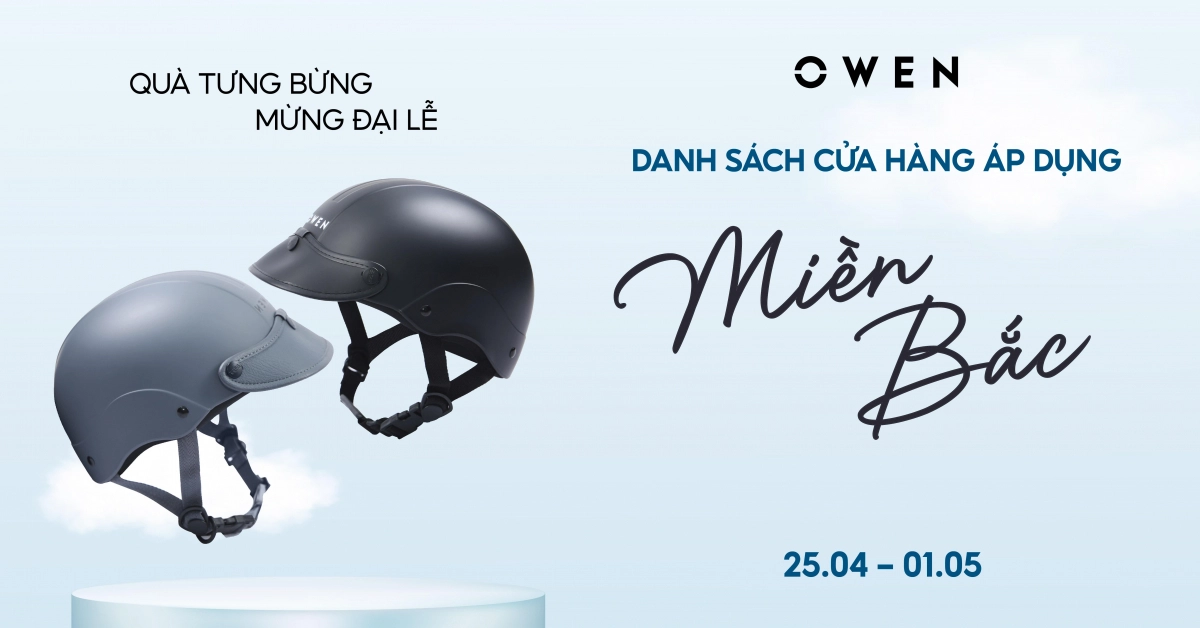 QUÀ TƯNG BỪNG
MỪNG ĐẠI LỄ
OWEN
OWEN
DANH SÁCH CỬA HÀNG ÁP DỤNG
Miền
Bắc
25.04 – 01.05